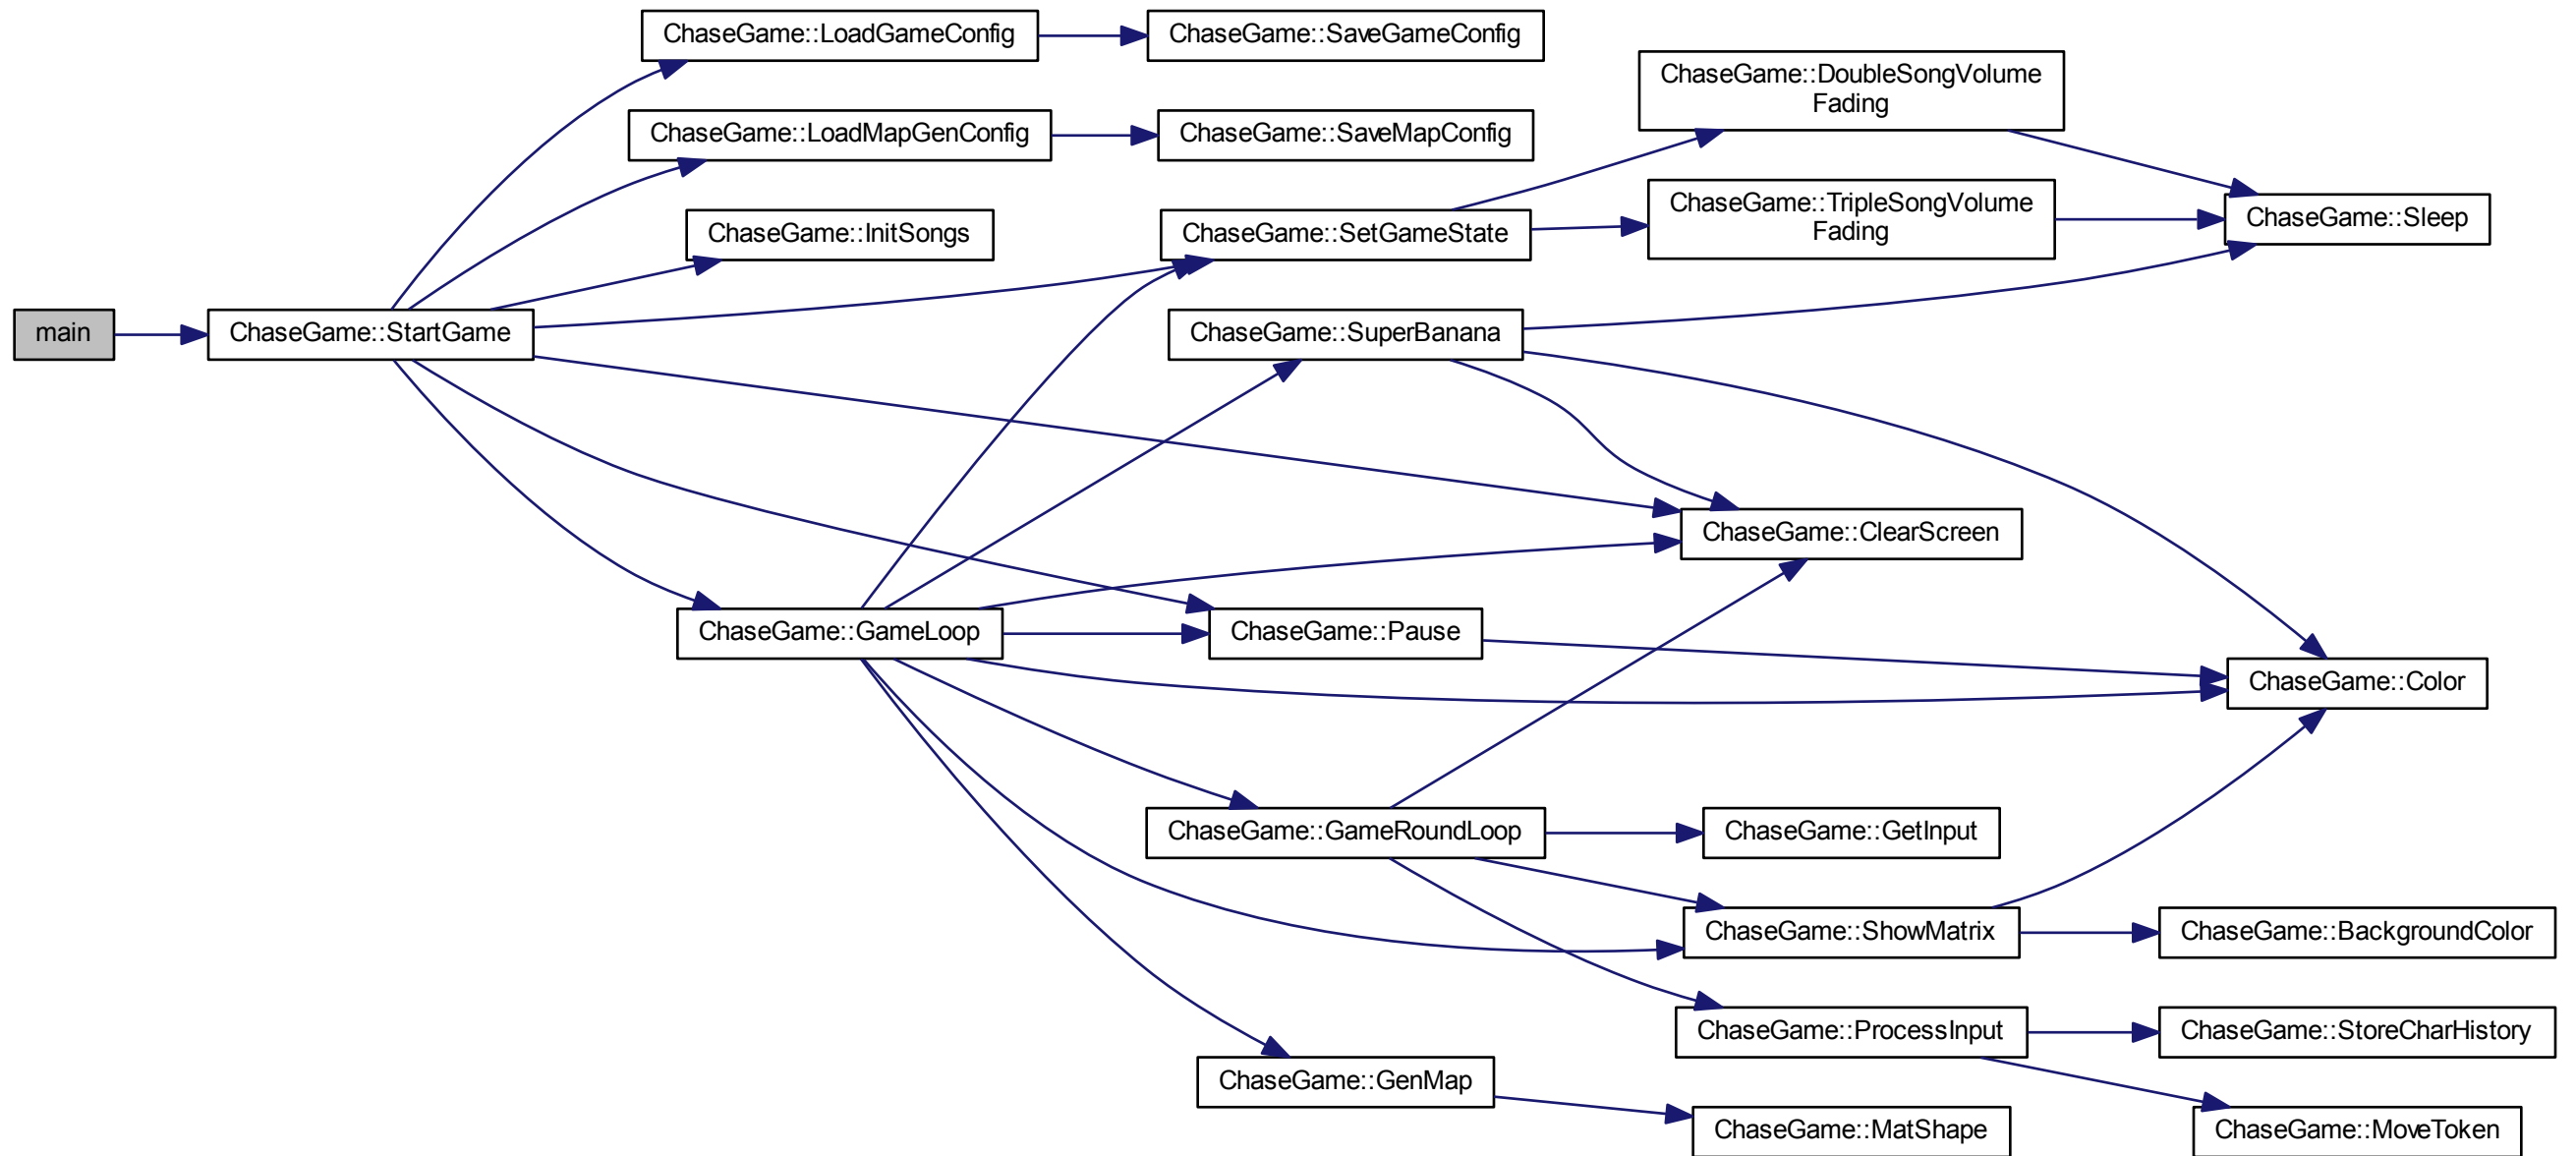 ChaseGame::LoadGameConfig
ChaseGame::SaveGameConfig
ChaseGame::DoubleSongVolume
Fading
ChaseGame::LoadMapGenConfig
ChaseGame::SaveMapConfig
ChaseGame::TripleSongVolume
Fading
ChaseGame::Sleep
ChaseGame::InitSongs
ChaseGame::SetGameState
main
ChaseGame::StartGame
ChaseGame::SuperBanana
ChaseGame::ClearScreen
ChaseGame::GameLoop
ChaseGame::Pause
ChaseGame::Color
ChaseGame::GameRoundLoop
ChaseGame::GetInput
ChaseGame::ShowMatrix
ChaseGame::BackgroundColor
ChaseGame::ProcessInput
ChaseGame::StoreCharHistory
ChaseGame::GenMap
ChaseGame::MatShape
ChaseGame::MoveToken